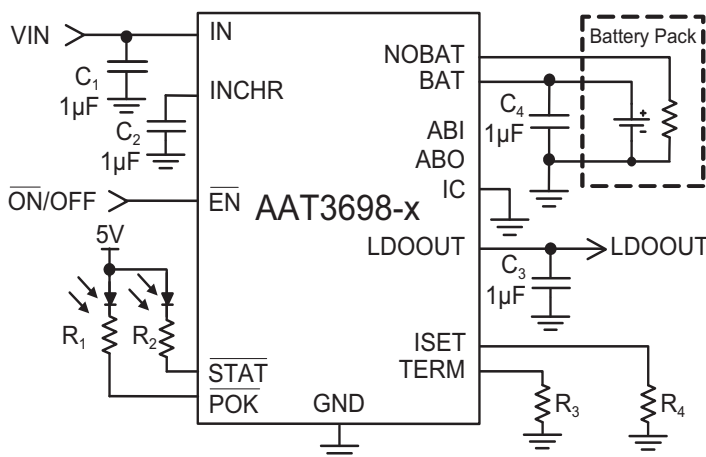 VIN
IN
C₁
1µF
INCHR
C₂
1µF
ON/OFF
EN
AAT3698-x
5V
R₁
R₂
STAT
POK
GND
NOBAT
BAT
ABI
ABO
IC
LDOOUT
ISET
TERM
Battery Pack
+
-
C₄
1µF
LDOOUT
C₃
1µF
R₃
R₄